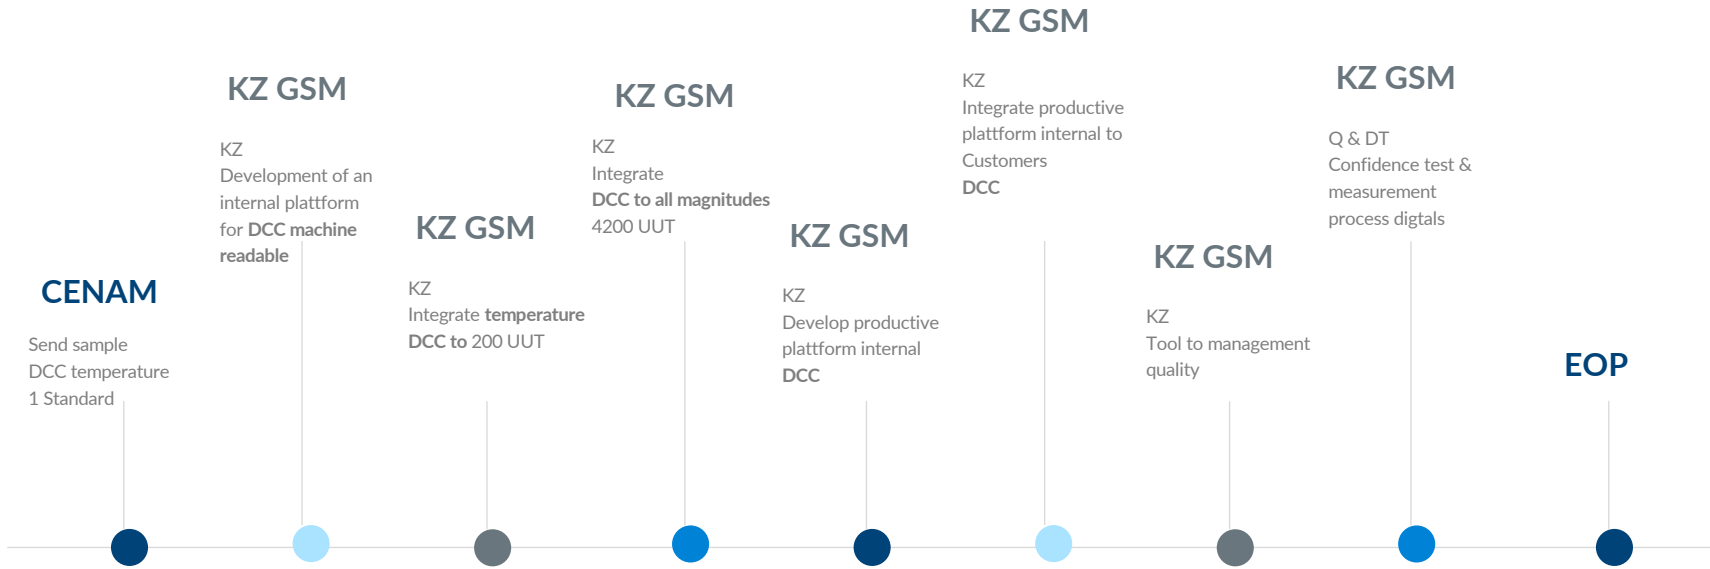 CENAM
Send sample
DCC temperature
1 Standard
KZ GSM
KZ
Development of an
internal plattform
for DCC machine
readable
KZ GSM
KZ
Integrate temperature
DCC to 200 UUT
KZ GSM
KZ
Integrate
DCC to all magnitudes
4200 UUT
KZ GSM
KZ
Develop productive
plattform internal
DCC
KZ GSM
KZ
Integrate productive
plattform internal to
Customers
DCC
KZ GSM
KZ
Tool to management
quality
KZ GSM
Q & DT
Confidence test &
measurement
process digtals
EOP